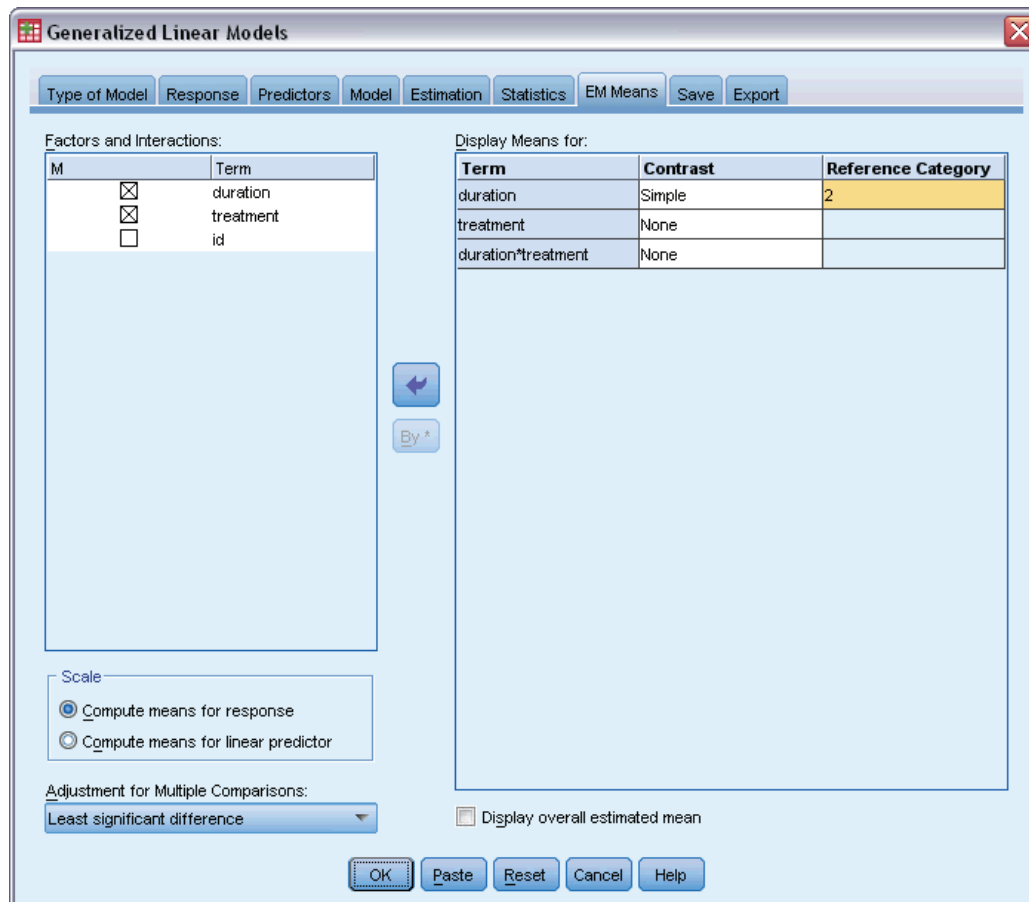 Generalized Linear Models
Type of Model Response Predictors Model Estimation Statistics EM Means Save Export
Factors and Interactions:
M Term
duration
treatment
id
Display Means for:
Term Contrast Reference Category
duration Simple 2
treatment None
duration*treatment None
By *
Scale
Compute means for response
Compute means for linear predictor
Adjustment for Multiple Comparisons:
Least significant difference
Display overall estimated mean
OK Paste Reset Cancel Help